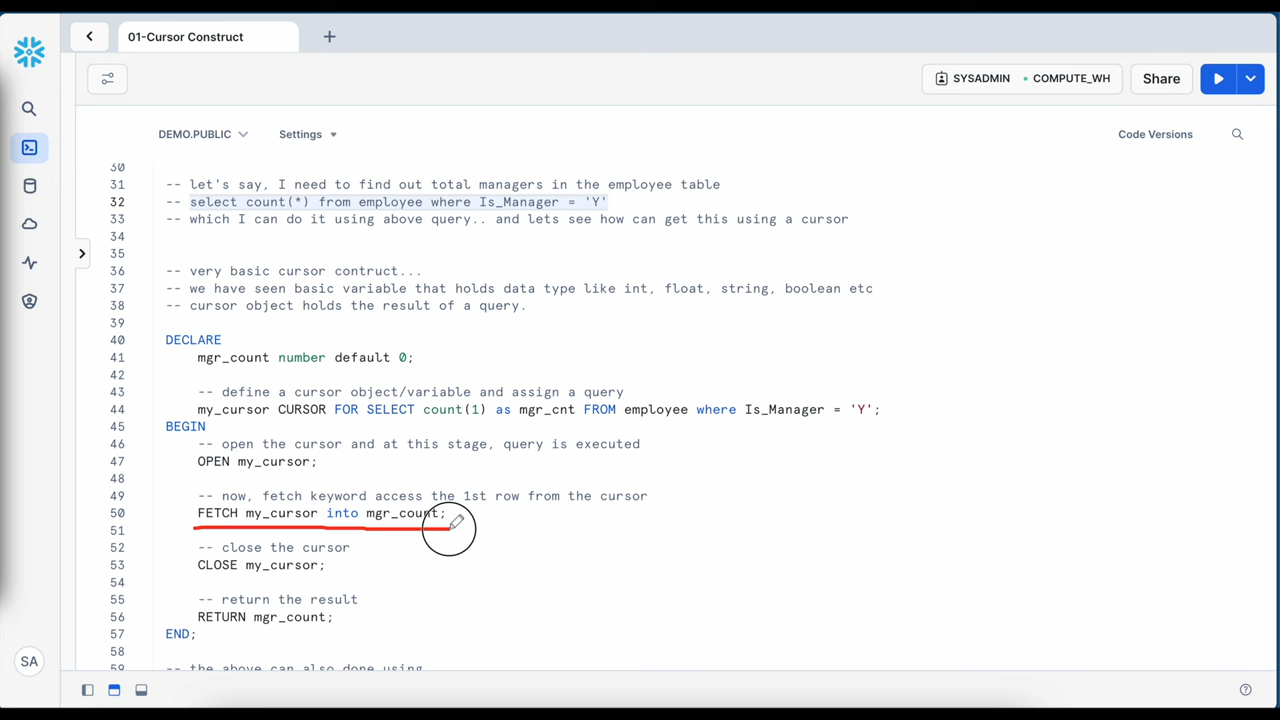 01-Cursor Construct
SYSADMIN
COMPUTE_WH
Share
DEMO.PUBLIC
Settings
Code Versions
30
31 -- let's say, I need to find out total managers in the employee table
32 -- select count(*) from employee where Is_Manager = 'Y'
33 -- which I can do it using above query.. and lets see how can get this using a cursor
34
35
36 -- very basic cursor contruct...
37 -- we have seen basic variable that holds data type like int, float, string, boolean etc
38 -- cursor object holds the result of a query.
39
40 DECLARE
41 mgr_count number default 0;
42
43 -- define a cursor object/variable and assign a query
44 my_cursor CURSOR FOR SELECT count(1) as mgr_cnt FROM employee where Is_Manager = 'Y';
45 BEGIN
46 -- open the cursor and at this stage, query is executed
47 OPEN my_cursor;
48
49 -- now, fetch keyword access the 1st row from the cursor
50 FETCH my_cursor into mgr_count;
51
52 -- close the cursor
53 CLOSE my_cursor;
54
55 -- return the result
56 RETURN mgr_count;
57 END;
58
59 -- the above can also done using
SA